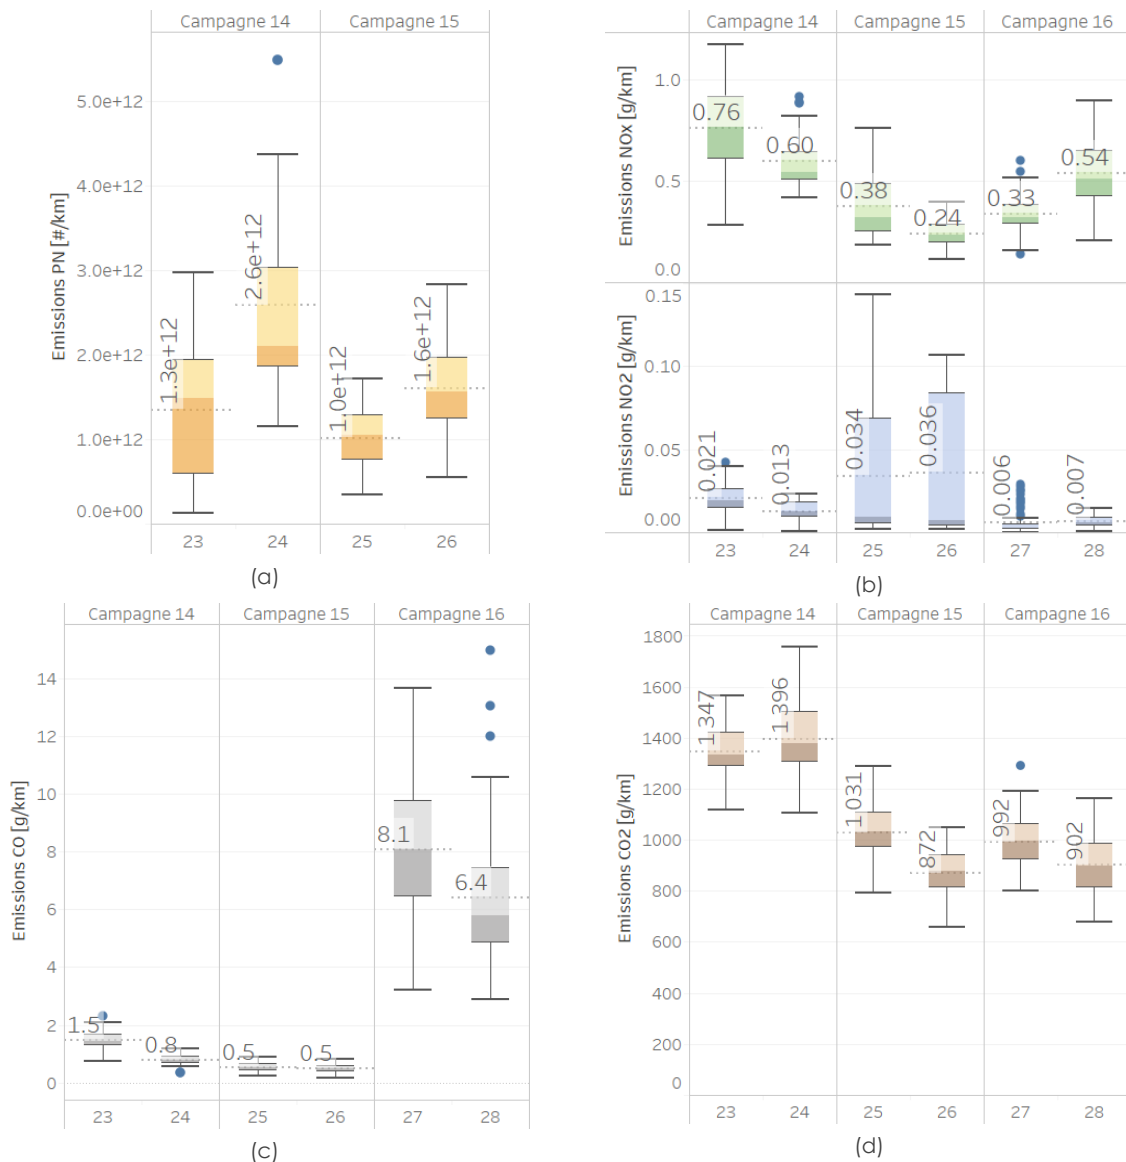 Campagne 14 Campagne 15
Emissions PN [#/km]
5.0e+12
4.0e+12
3.0e+12
2.0e+12
1.0e+12
0.0e+00
1.3e+12
2.6e+12
1.0e+12
1.6e+12
23 24 25 26
(a)
Campagne 14 Campagne 15 Campagne 16
Emissions NOx [g/km]
1.0
0.5
0.0
0.76
0.60
0.38
0.24
0.33
0.54
Emissions NO2 [g/km]
0.15
0.10
0.05
0.00
0.021
0.013
0.034
0.036
0.006
0.007
23 24 25 26 27 28
(b)
Campagne 14 Campagne 15 Campagne 16
Emissions CO [g/km]
14
12
10
8
6
4
2
0
1.5
0.8
0.5
0.5
8.1
6.4
23 24 25 26 27 28
(c)
Campagne 14 Campagne 15 Campagne 16
Emissions CO2 [g/km]
1800
1600
1400
1200
1000
800
600
400
200
0
1 347
1 396
1 031
872
992
902
23 24 25 26 27 28
(d)